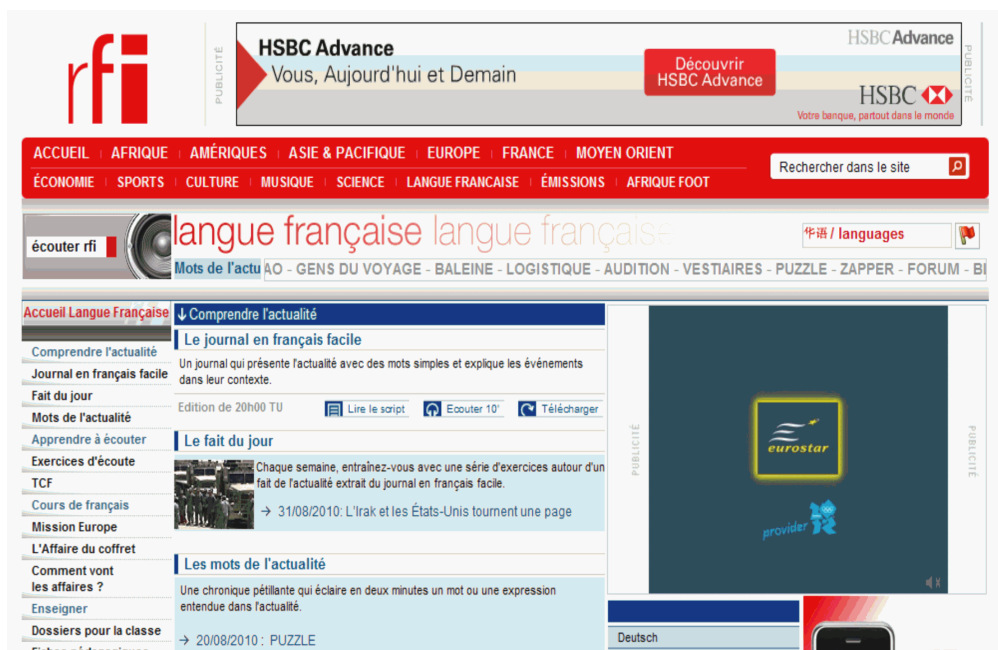 rfi
PUBLICITÉ
HSBC Advance
Vous, Aujourd'hui et Demain
Découvrir
HSBC Advance
HSBC Advance
HSBC
Votre banque, partout dans le monde
PUBLICITÉ
ACCUEIL AFRIQUE AMÉRIQUES ASIE & PACIFIQUE EUROPE FRANCE MOYEN ORIENT
ÉCONOMIE SPORTS CULTURE MUSIQUE SCIENCE LANGUE FRANCAISE ÉMISSIONS AFRIQUE FOOT
Rechercher dans le site
écouter rfi
langue française langue française
华语 / languages
Mots de l'actu AO - GENS DU VOYAGE - BALEINE - LOGISTIQUE - AUDITION - VESTIAIRES - PUZZLE - ZAPPER - FORUM - BI
Accueil Langue Française
Comprendre l'actualité
Journal en français facile
Fait du jour
Mots de l'actualité
Apprendre à écouter
Exercices d'écoute
TCF
Cours de français
Mission Europe
L'Affaire du coffret
Comment vont
les affaires ?
Enseigner
Dossiers pour la classe
Fiches pédagogiques
Comprendre l'actualité
Le journal en français facile
Un journal qui présente l'actualité avec des mots simples et explique les événements
dans leur contexte.
Edition de 20h00 TU Lire le script Ecouter 10' Télécharger
Le fait du jour
Chaque semaine, entraînez-vous avec une série d'exercices autour d'un
fait de l'actualité extrait du journal en français facile.
→ 31/08/2010: L'Irak et les États-Unis tournent une page
Les mots de l'actualité
Une chronique pétillante qui éclaire en deux minutes un mot ou une expression
entendue dans l'actualité.
→ 20/08/2010 : PUZZLE
PUBLICITÉ
eurostar
provider
PUBLICITÉ
Deutsch